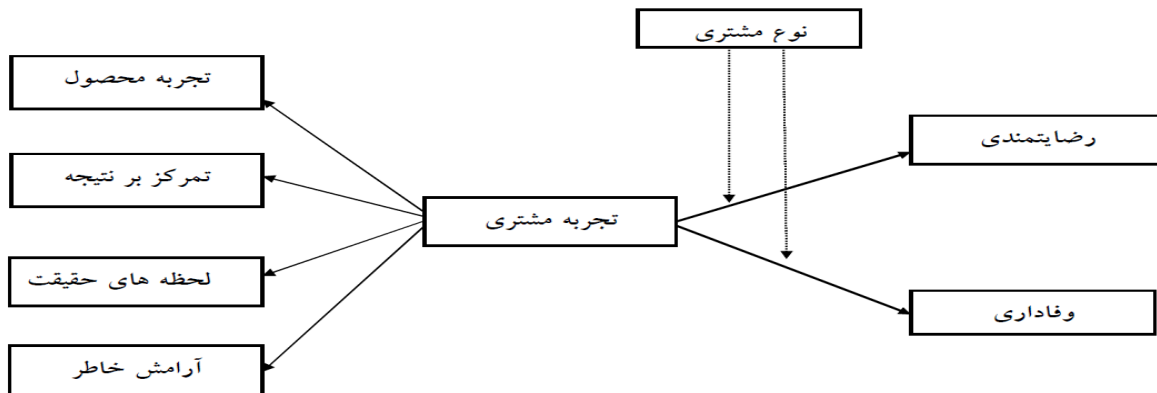 نوع مشتری
تجربه محصول
رضایتمندی
تمرکز بر نتیجه
تجربه مشتری
لحظه های حقیقت
وفاداری
آرامش خاطر